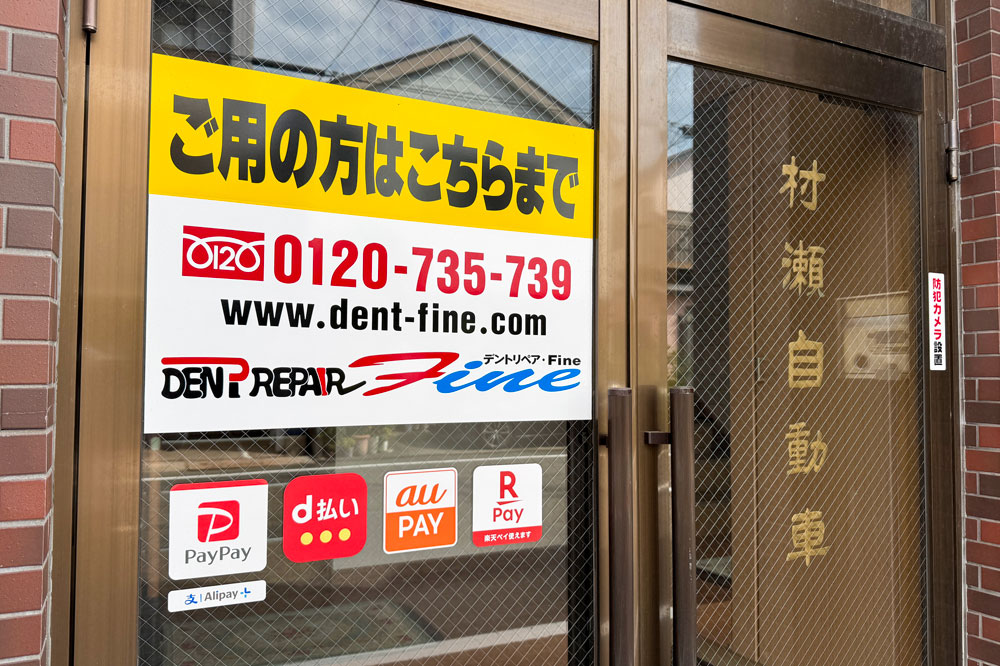 ご用の方はこちらまで
0120 0120-735-739
www.dent-fine.com
デントリペア・Fine
DENT REPAIR Fine
PayPay
d払い
au PAY
R Pay
楽天ペイ使えます
支 | Alipay+
村瀬自動車
防犯カメラ設置